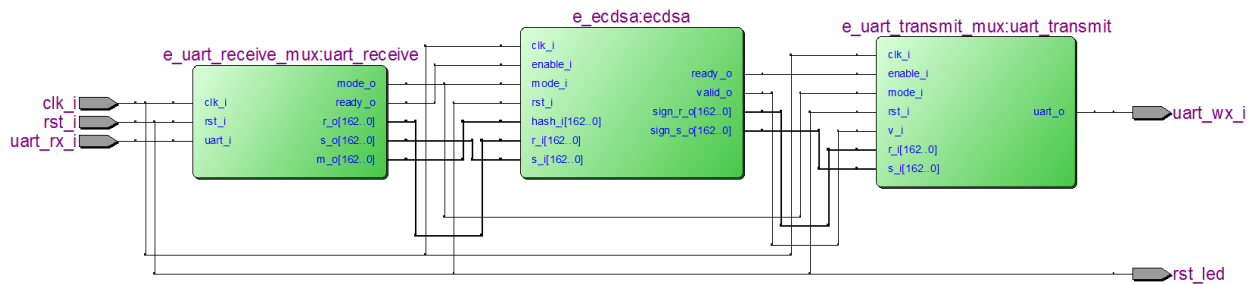 clk_i
rst_i
uart_rx_i
e_uart_receive_mux:uart_receive
clk_i
rst_i
uart_i
mode_o
ready_o
r_o[162..0]
s_o[162..0]
m_o[162..0]
e_ecdsa:ecdsa
clk_i
enable_i
mode_i
rst_i
hash_i[162..0]
r_i[162..0]
s_i[162..0]
ready_o
valid_o
sign_r_o[162..0]
sign_s_o[162..0]
e_uart_transmit_mux:uart_transmit
clk_i
enable_i
mode_i
rst_i
v_i
r_i[162..0]
s_i[162..0]
uart_o
uart_wx_i
rst_led